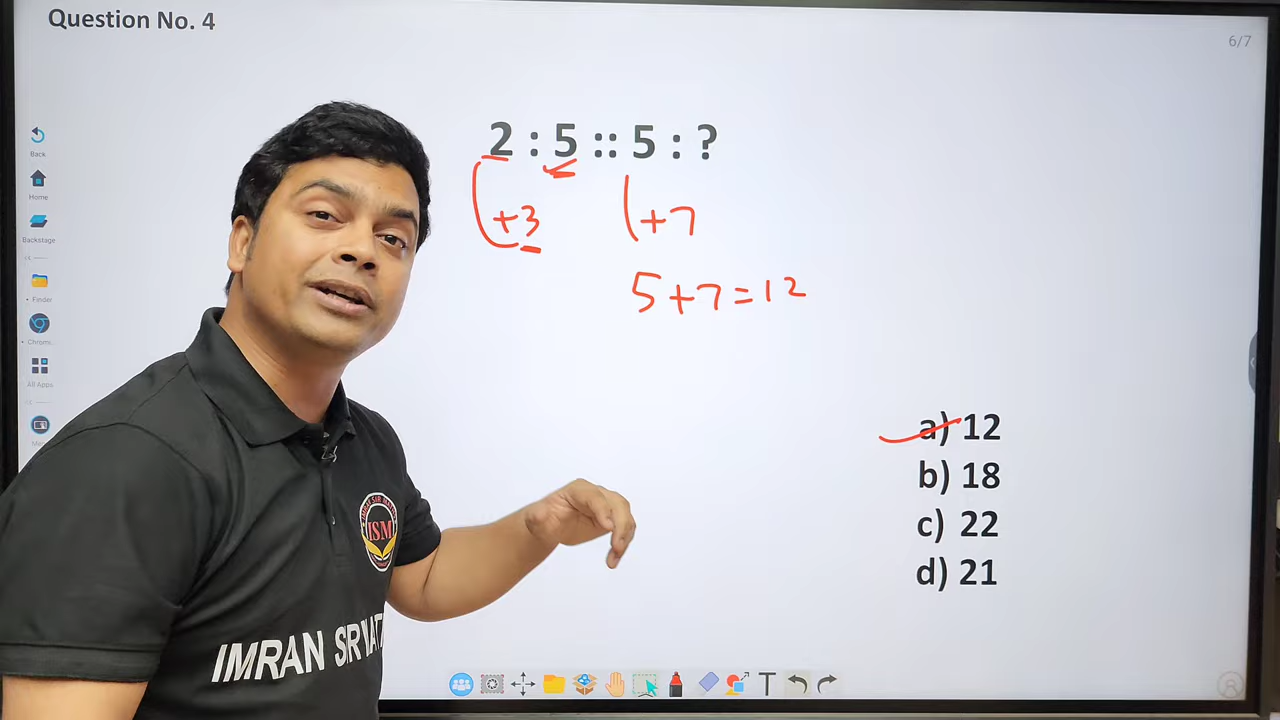 Question No. 4
6/7
2 : 5 :: 5 : ?
+3 +7
5+7=12
a) 12
b) 18
c) 22
d) 21
Back
Home
Backstage
Finder
All Apps
ISM
IMRAN SIR
T